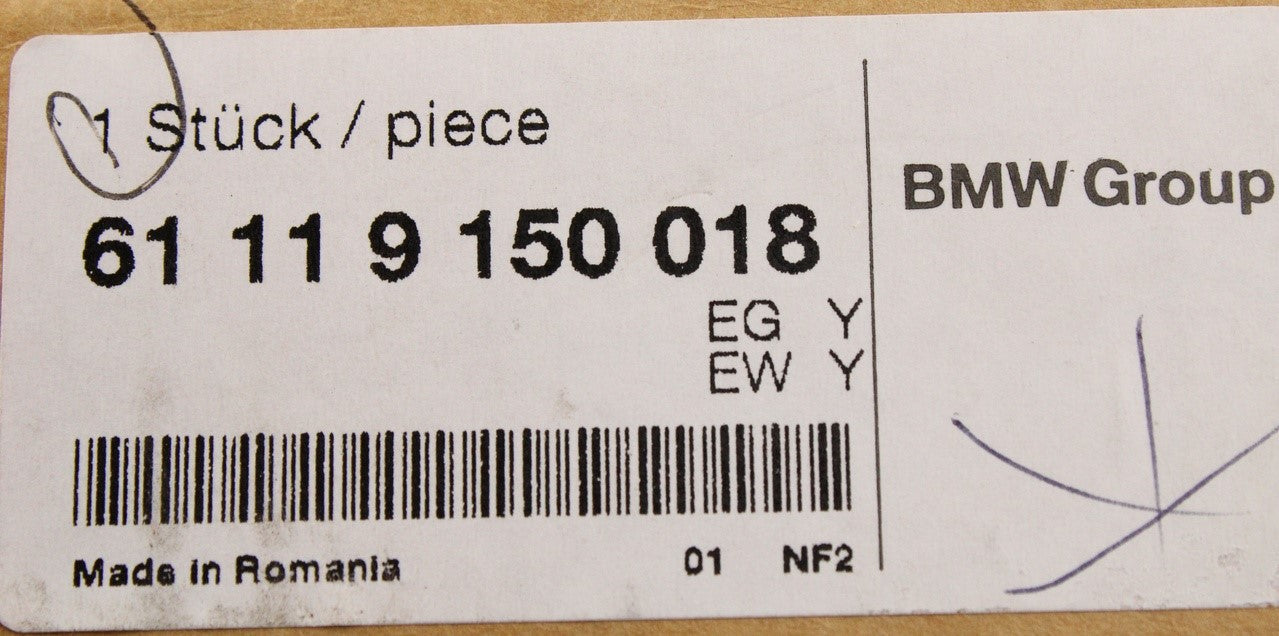 1 Stück / piece
61 11 9 150 018
EG Y
EW Y
Made in Romania 01 NF2
BMW Group